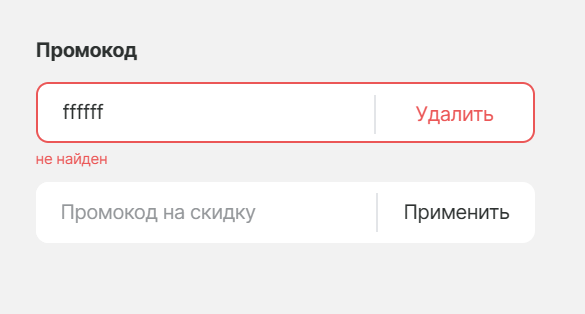 Промокод
ffffff Удалить
не найден
Промокод на скидку Применить